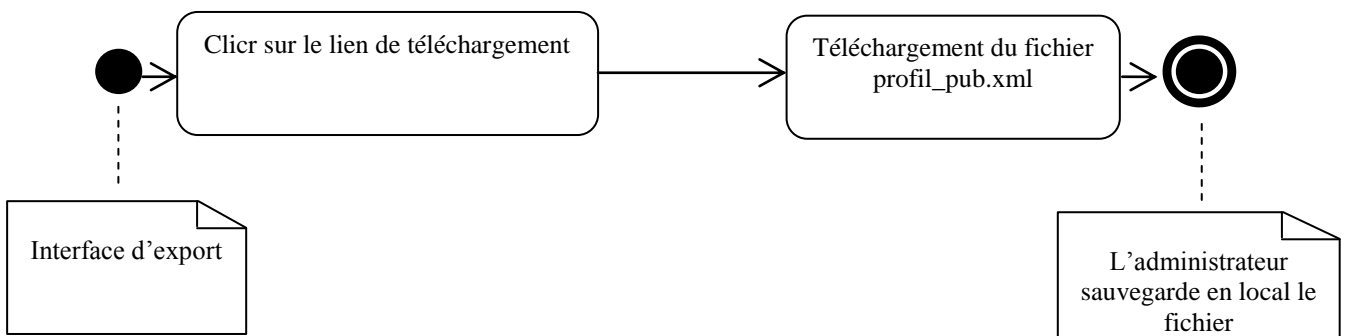 Clicr sur le lien de téléchargement
Téléchargement du fichier
profil_pub.xml
Interface d’export
L’administrateur
sauvegarde en local le
fichier